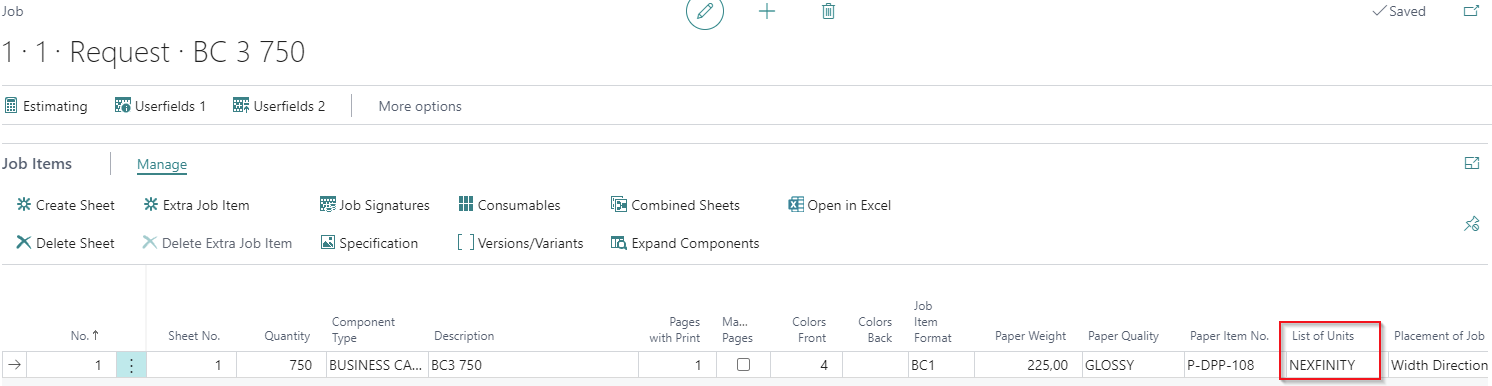 Job
Saved
1 · 1 · Request · BC 3 750
Estimating Userfields 1 Userfields 2 More options
Job Items Manage
Create Sheet Extra Job Item Job Signatures Consumables Combined Sheets Open in Excel
Delete Sheet Delete Extra Job Item Specification Versions/Variants Expand Components
No. ↑ Sheet No. Quantity Component Type Description Pages with Print Ma... Pages Colors Front Colors Back Job Item Format Paper Weight Paper Quality Paper Item No. List of Units Placement of Job
1 1 750 BUSINESS CA... BC3 750 1 4 BC1 225,00 GLOSSY P-DPP-108 NEXFINITY Width Direction